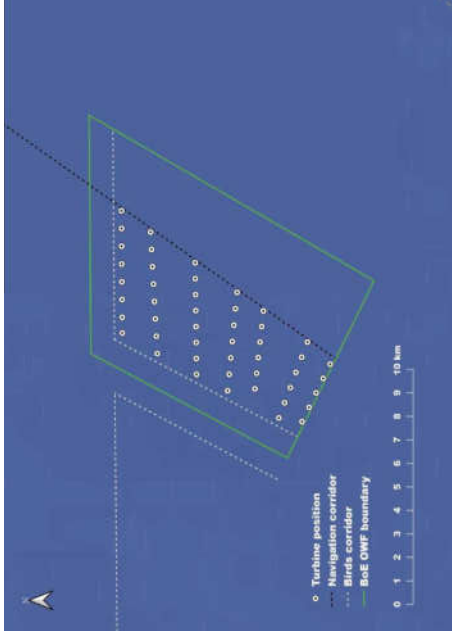 Turbine position
Navigation corridor
Birds corridor
BoE OWF boundary
0 1 2 3 4 5 6 7 8 9 10 km